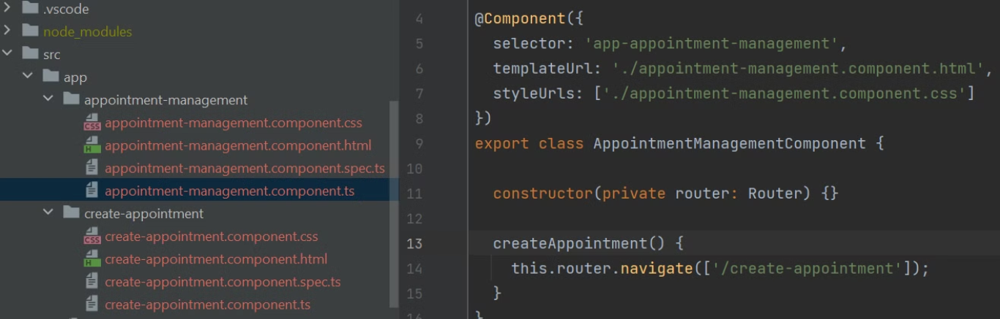 .vscode
node_modules
src
app
appointment-management
CSS appointment-management.component.css
H appointment-management.component.html
appointment-management.component.spec.ts
appointment-management.component.ts
create-appointment
CSS create-appointment.component.css
H create-appointment.component.html
create-appointment.component.spec.ts
create-appointment.component.ts
4 @Component({
5 selector: 'app-appointment-management',
6 templateUrl: './appointment-management.component.html',
7 styleUrls: ['./appointment-management.component.css']
8 })
9 export class AppointmentManagementComponent {
10
11 constructor(private router: Router) {}
12
13 createAppointment() {
14 this.router.navigate(['/create-appointment']);
15 }
16 }